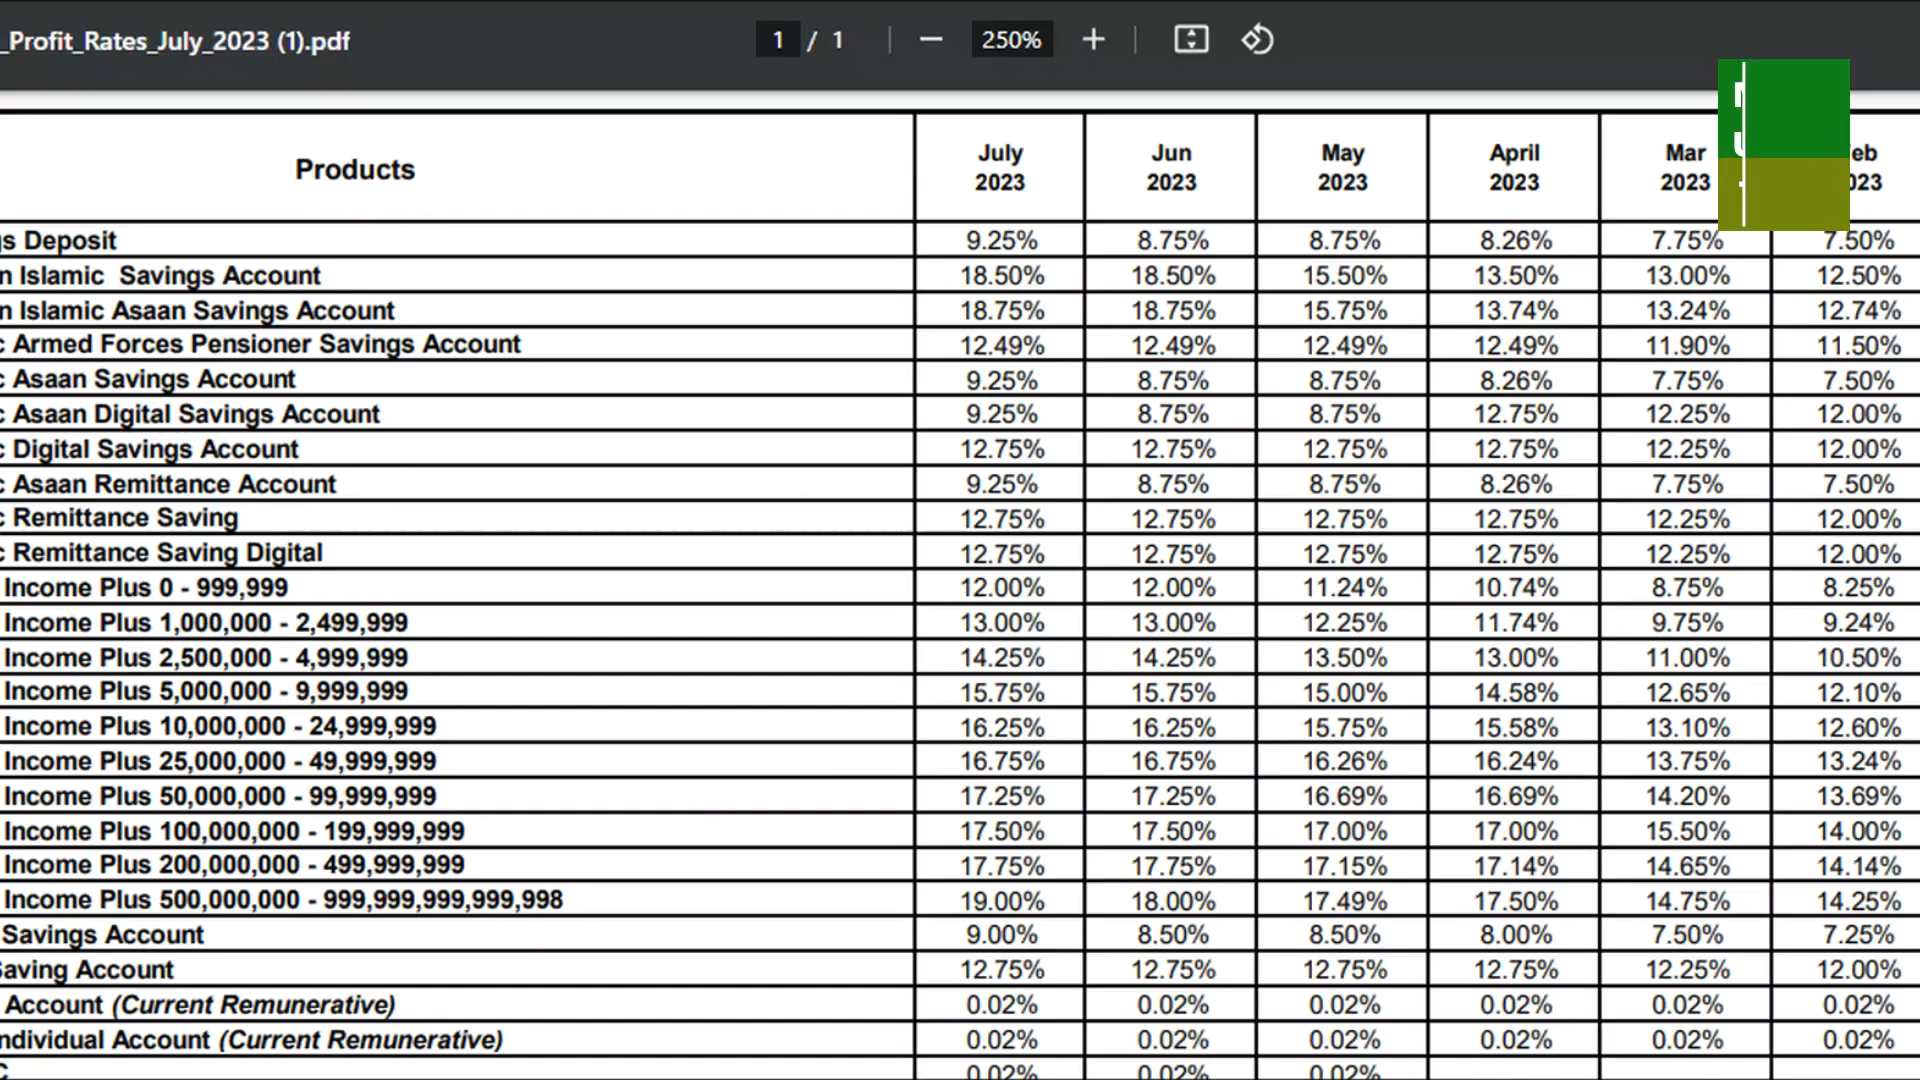 _Profit_Rates_July_2023 (1).pdf 1 / 1 250%
Products July 2023 Jun 2023 May 2023 April 2023 Mar 2023
Deposit 9.25% 8.75% 8.75% 8.26% 7.75% 7.50%
Islamic Savings Account 18.50% 18.50% 15.50% 13.50% 13.00% 12.50%
Islamic Asaan Savings Account 18.75% 18.75% 15.75% 13.74% 13.24% 12.74%
Armed Forces Pensioner Savings Account 12.49% 12.49% 12.49% 12.49% 11.90% 11.50%
Asaan Savings Account 9.25% 8.75% 8.75% 8.26% 7.75% 7.50%
Asaan Digital Savings Account 9.25% 8.75% 8.75% 12.75% 12.25% 12.00%
Digital Savings Account 12.75% 12.75% 12.75% 12.75% 12.25% 12.00%
Asaan Remittance Account 9.25% 8.75% 8.75% 8.26% 7.75% 7.50%
Remittance Saving 12.75% 12.75% 12.75% 12.75% 12.25% 12.00%
Remittance Saving Digital 12.75% 12.75% 12.75% 12.75% 12.25% 12.00%
Income Plus 0 - 999,999 12.00% 12.00% 11.24% 10.74% 8.75% 8.25%
Income Plus 1,000,000 - 2,499,999 13.00% 13.00% 12.25% 11.74% 9.75% 9.24%
Income Plus 2,500,000 - 4,999,999 14.25% 14.25% 13.50% 13.00% 11.00% 10.50%
Income Plus 5,000,000 - 9,999,999 15.75% 15.75% 15.00% 14.58% 12.65% 12.10%
Income Plus 10,000,000 - 24,999,999 16.25% 16.25% 15.75% 15.58% 13.10% 12.60%
Income Plus 25,000,000 - 49,999,999 16.75% 16.75% 16.26% 16.24% 13.75% 13.24%
Income Plus 50,000,000 - 99,999,999 17.25% 17.25% 16.69% 16.69% 14.20% 13.69%
Income Plus 100,000,000 - 199,999,999 17.50% 17.50% 17.00% 17.00% 15.50% 14.00%
Income Plus 200,000,000 - 499,999,999 17.75% 17.75% 17.15% 17.14% 14.65% 14.14%
Income Plus 500,000,000 - 999,999,999,999,998 19.00% 18.00% 17.49% 17.50% 14.75% 14.25%
Savings Account 9.00% 8.50% 8.50% 8.00% 7.50% 7.25%
Saving Account 12.75% 12.75% 12.75% 12.75% 12.25% 12.00%
Account (Current Remunerative) 0.02% 0.02% 0.02% 0.02% 0.02% 0.02%
ndividual Account (Current Remunerative) 0.02% 0.02% 0.02% 0.02% 0.02% 0.02%
0.02% 0.02% 0.02%